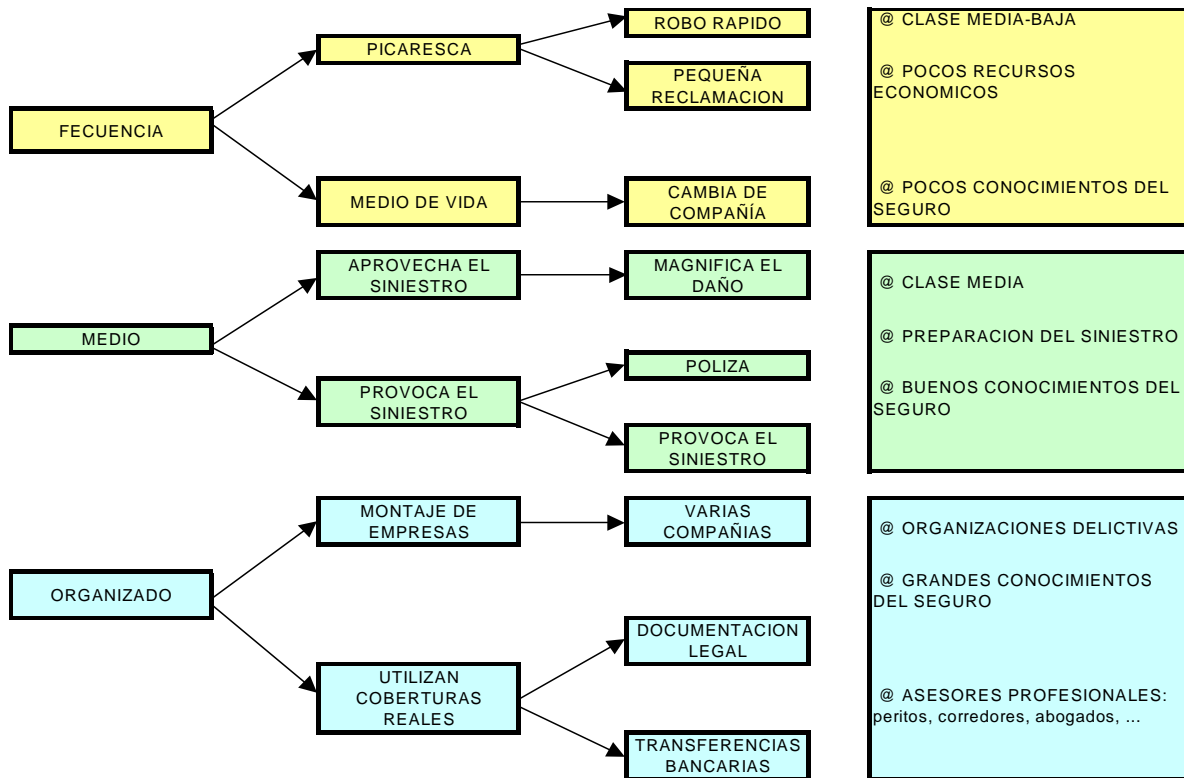 FECUENCIA
PICARESCA
ROBO RAPIDO
PEQUEÑA
RECLAMACION
MEDIO DE VIDA
CAMBIA DE
COMPAÑÍA
@ CLASE MEDIA-BAJA
@ POCOS RECURSOS
ECONOMICOS
@ POCOS CONOCIMIENTOS DEL
SEGURO
MEDIO
APROVECHA EL
SINIESTRO
MAGNIFICA EL
DAÑO
PROVOCA EL
SINIESTRO
POLIZA
PROVOCA EL
SINIESTRO
@ CLASE MEDIA
@ PREPARACION DEL SINIESTRO
@ BUENOS CONOCIMIENTOS DEL
SEGURO
ORGANIZADO
MONTAJE DE
EMPRESAS
VARIAS
COMPAÑIAS
UTILIZAN
COBERTURAS
REALES
DOCUMENTACION
LEGAL
TRANSFERENCIAS
BANCARIAS
@ ORGANIZACIONES DELICTIVAS
@ GRANDES CONOCIMIENTOS
DEL SEGURO
@ ASESORES PROFESIONALES:
peritos, corredores, abogados, ...